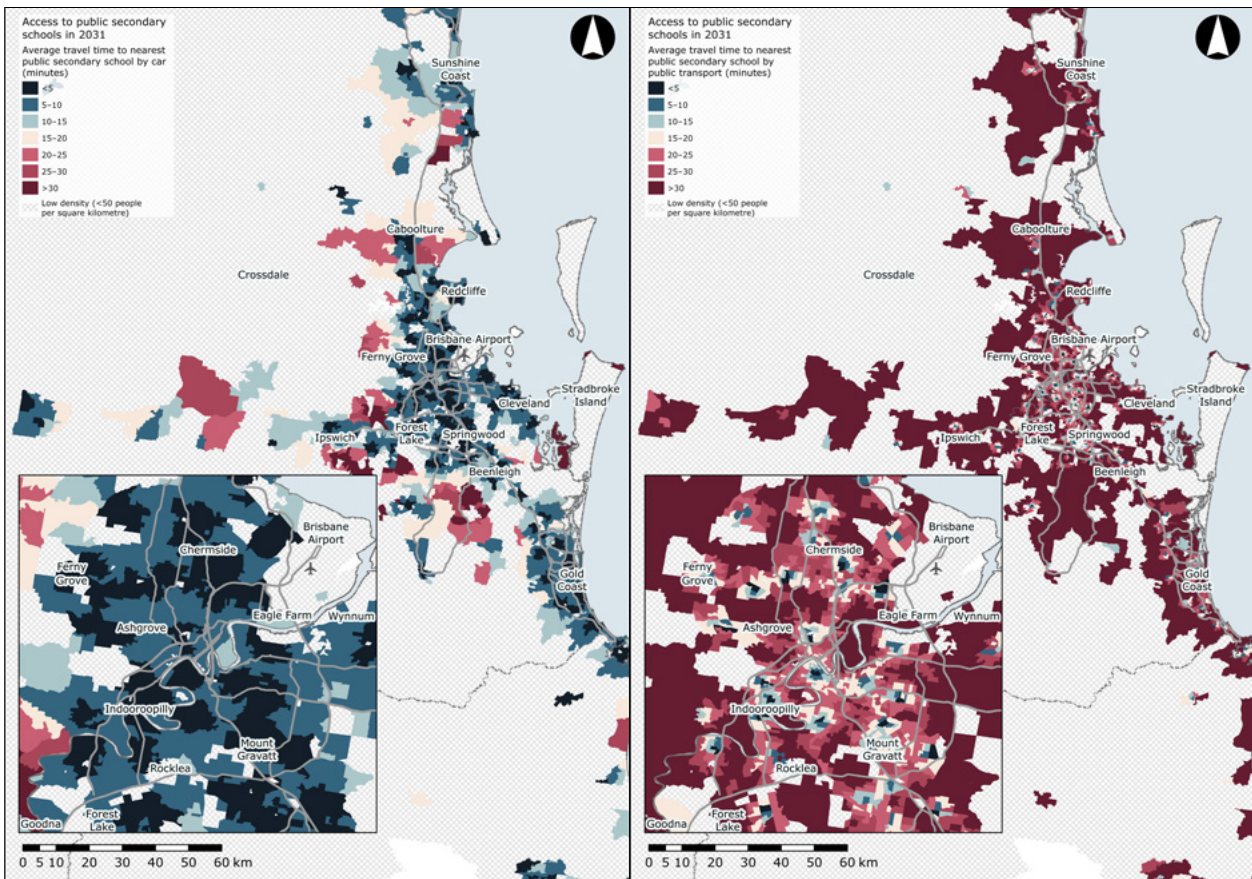 Access to public secondary
schools in 2031
Average travel time to nearest
public secondary school by car
(minutes)
<5
5–10
10–15
15–20
20–25
25–30
>30
Low density (<50 people
per square kilometre)
Sunshine
Coast
Caboolture
Crossdale
Redcliffe
Brisbane Airport
Ferny Grove
Stradbroke
Island
Cleveland
Ipswich
Forest
Lake
Springwood
Beenleigh
Gold
Coast
Brisbane
Airport
Chermside
Ferny
Grove
Eagle Farm
Wynnum
Ashgrove
Indooroopilly
Mount
Gravatt
Rocklea
Forest
Lake
Goodna
0 5 10 20 30 40 50 60 km
Access to public secondary
schools in 2031
Average travel time to nearest
public secondary school by
public transport (minutes)
<5
5–10
10–15
15–20
20–25
25–30
>30
Low density (<50 people
per square kilometre)
Sunshine
Coast
Caboolture
Crossdale
Redcliffe
Brisbane Airport
Ferny Grove
Stradbroke
Island
Cleveland
Ipswich
Forest
Lake
Springwood
Beenleigh
Gold
Coast
Brisbane
Airport
Chermside
Ferny
Grove
Eagle Farm
Wynnum
Ashgrove
Indooroopilly
Mount
Gravatt
Rocklea
Forest
Lake
Goodna
0 5 10 20 30 40 50 60 km